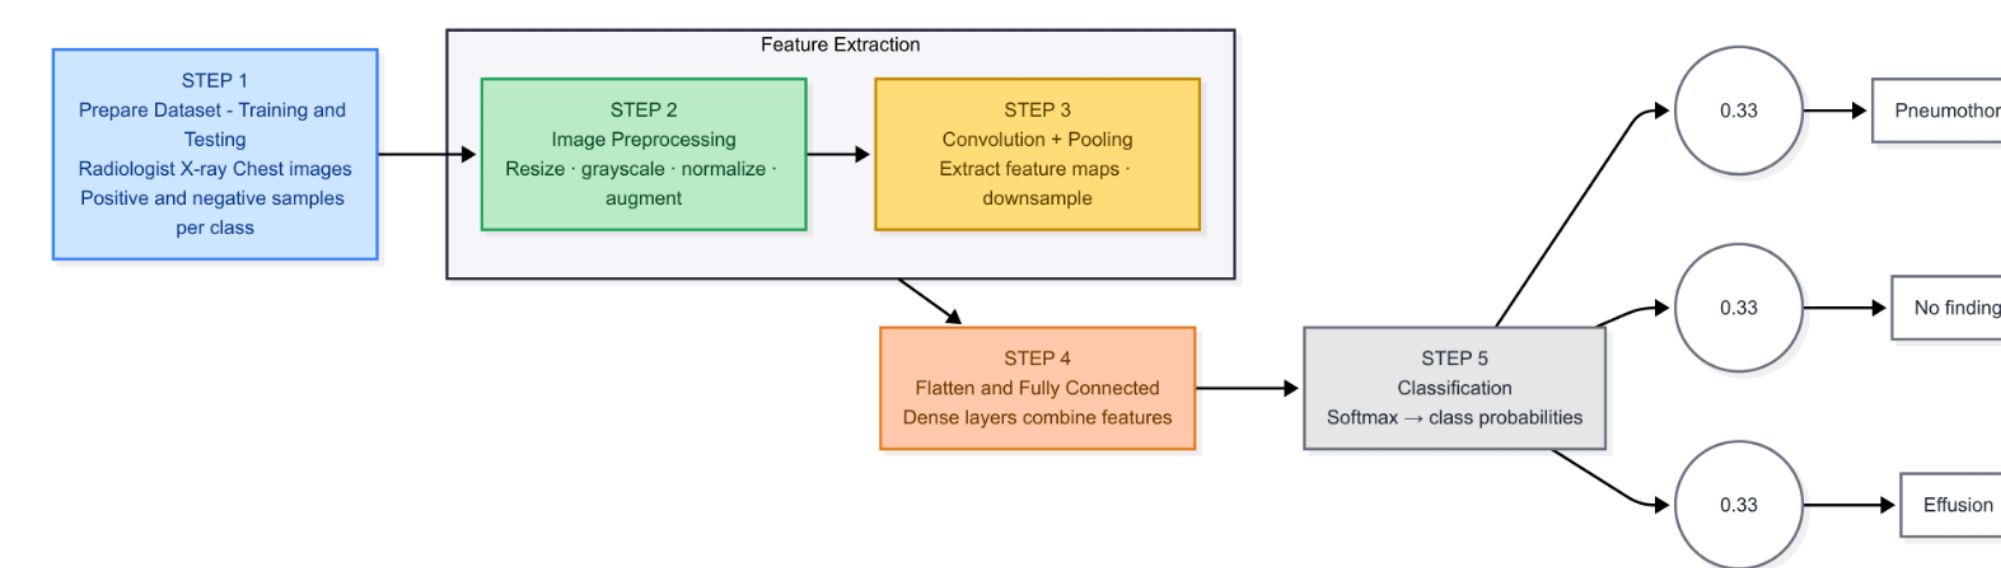 Feature Extraction
STEP 1
Prepare Dataset - Training and
Testing
Radiologist X-ray Chest images
Positive and negative samples
per class
STEP 2
Image Preprocessing
Resize · grayscale · normalize ·
augment
STEP 3
Convolution + Pooling
Extract feature maps ·
downsample
STEP 4
Flatten and Fully Connected
Dense layers combine features
STEP 5
Classification
Softmax → class probabilities
0.33
Pneumothor
0.33
No finding
0.33
Effusion